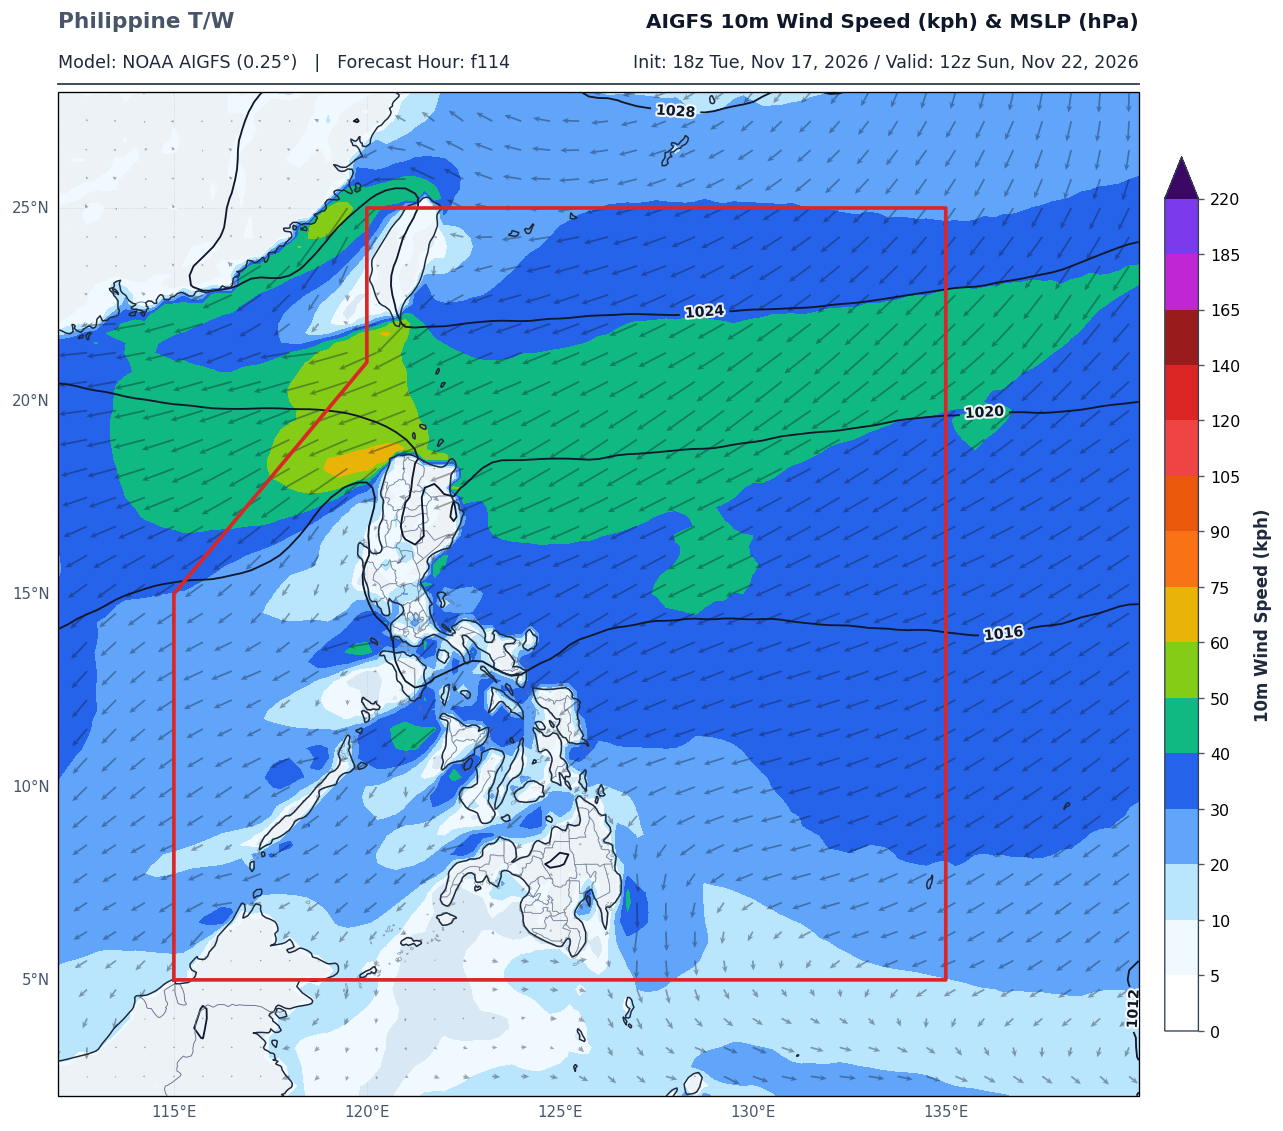 Philippine T/W
AIGFS 10m Wind Speed (kph) & MSLP (hPa)
Model: NOAA AIGFS (0.25°) | Forecast Hour: f114
Init: 18z Tue, Nov 17, 2026 / Valid: 12z Sun, Nov 22, 2026
1028
1024
1020
1016
1012
25°N
20°N
15°N
10°N
5°N
115°E
120°E
125°E
130°E
135°E
220
185
165
140
120
105
90
75
60
50
40
30
20
10
5
0
10m Wind Speed (kph)